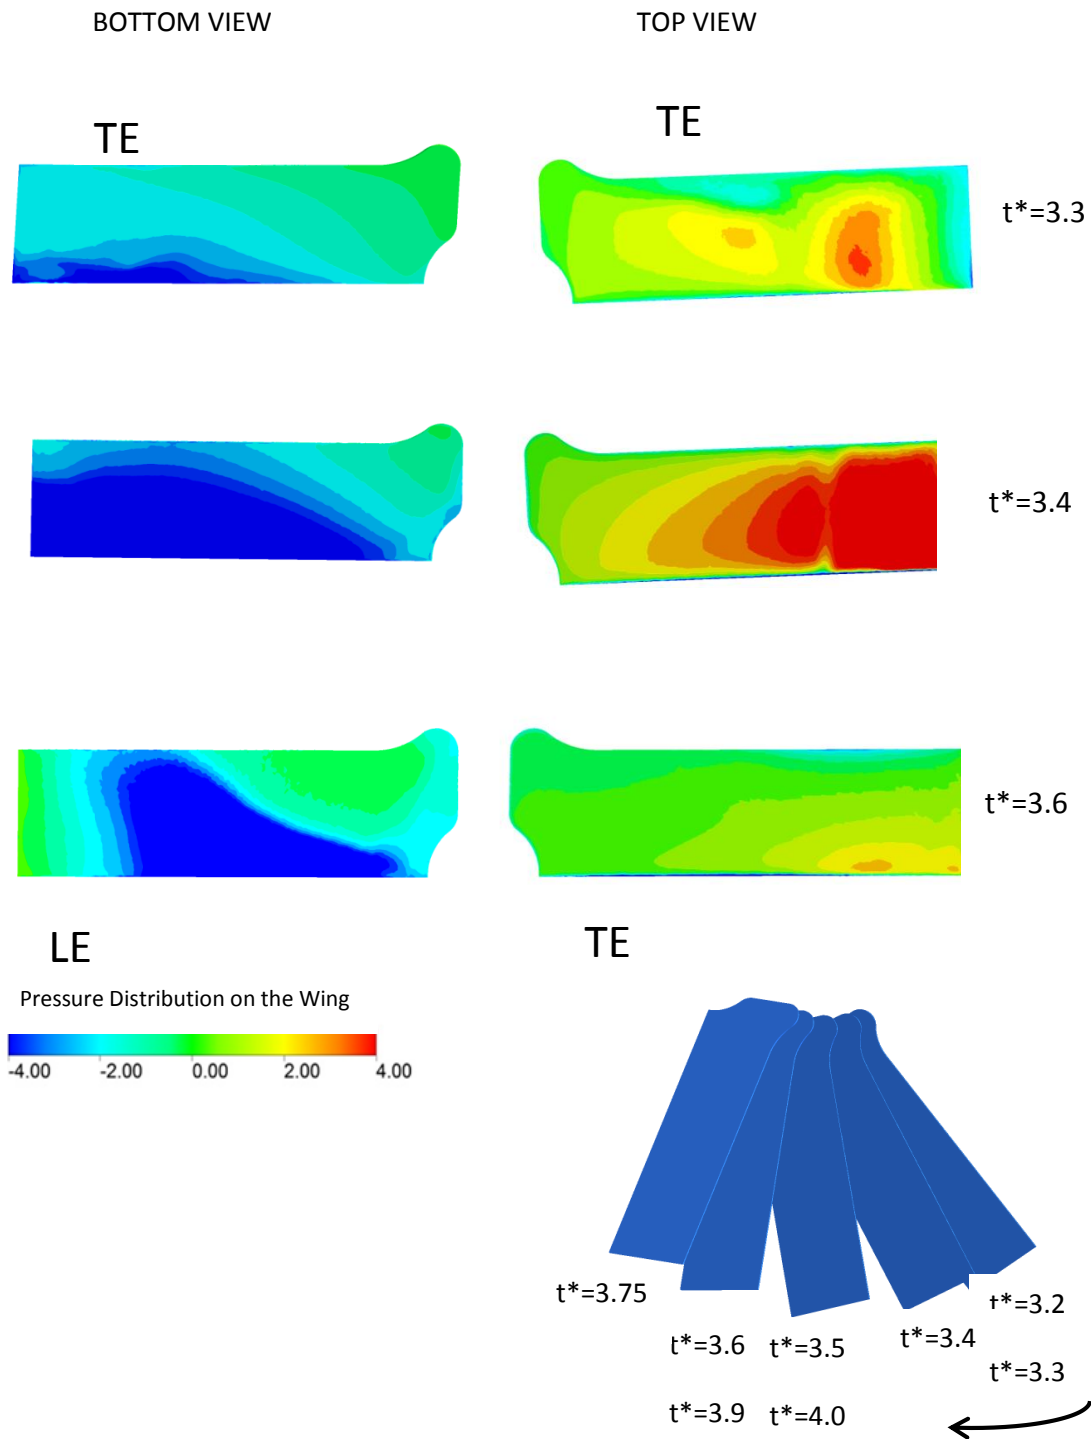 BOTTOM VIEW
TOP VIEW
TE
TE
t*=3.3
t*=3.4
t*=3.6
LE
TE
Pressure Distribution on the Wing
-4.00 -2.00 0.00 2.00 4.00
t*=3.75
t*=3.2
t*=3.6 t*=3.5 t*=3.4
t*=3.3
t*=3.9 t*=4.0